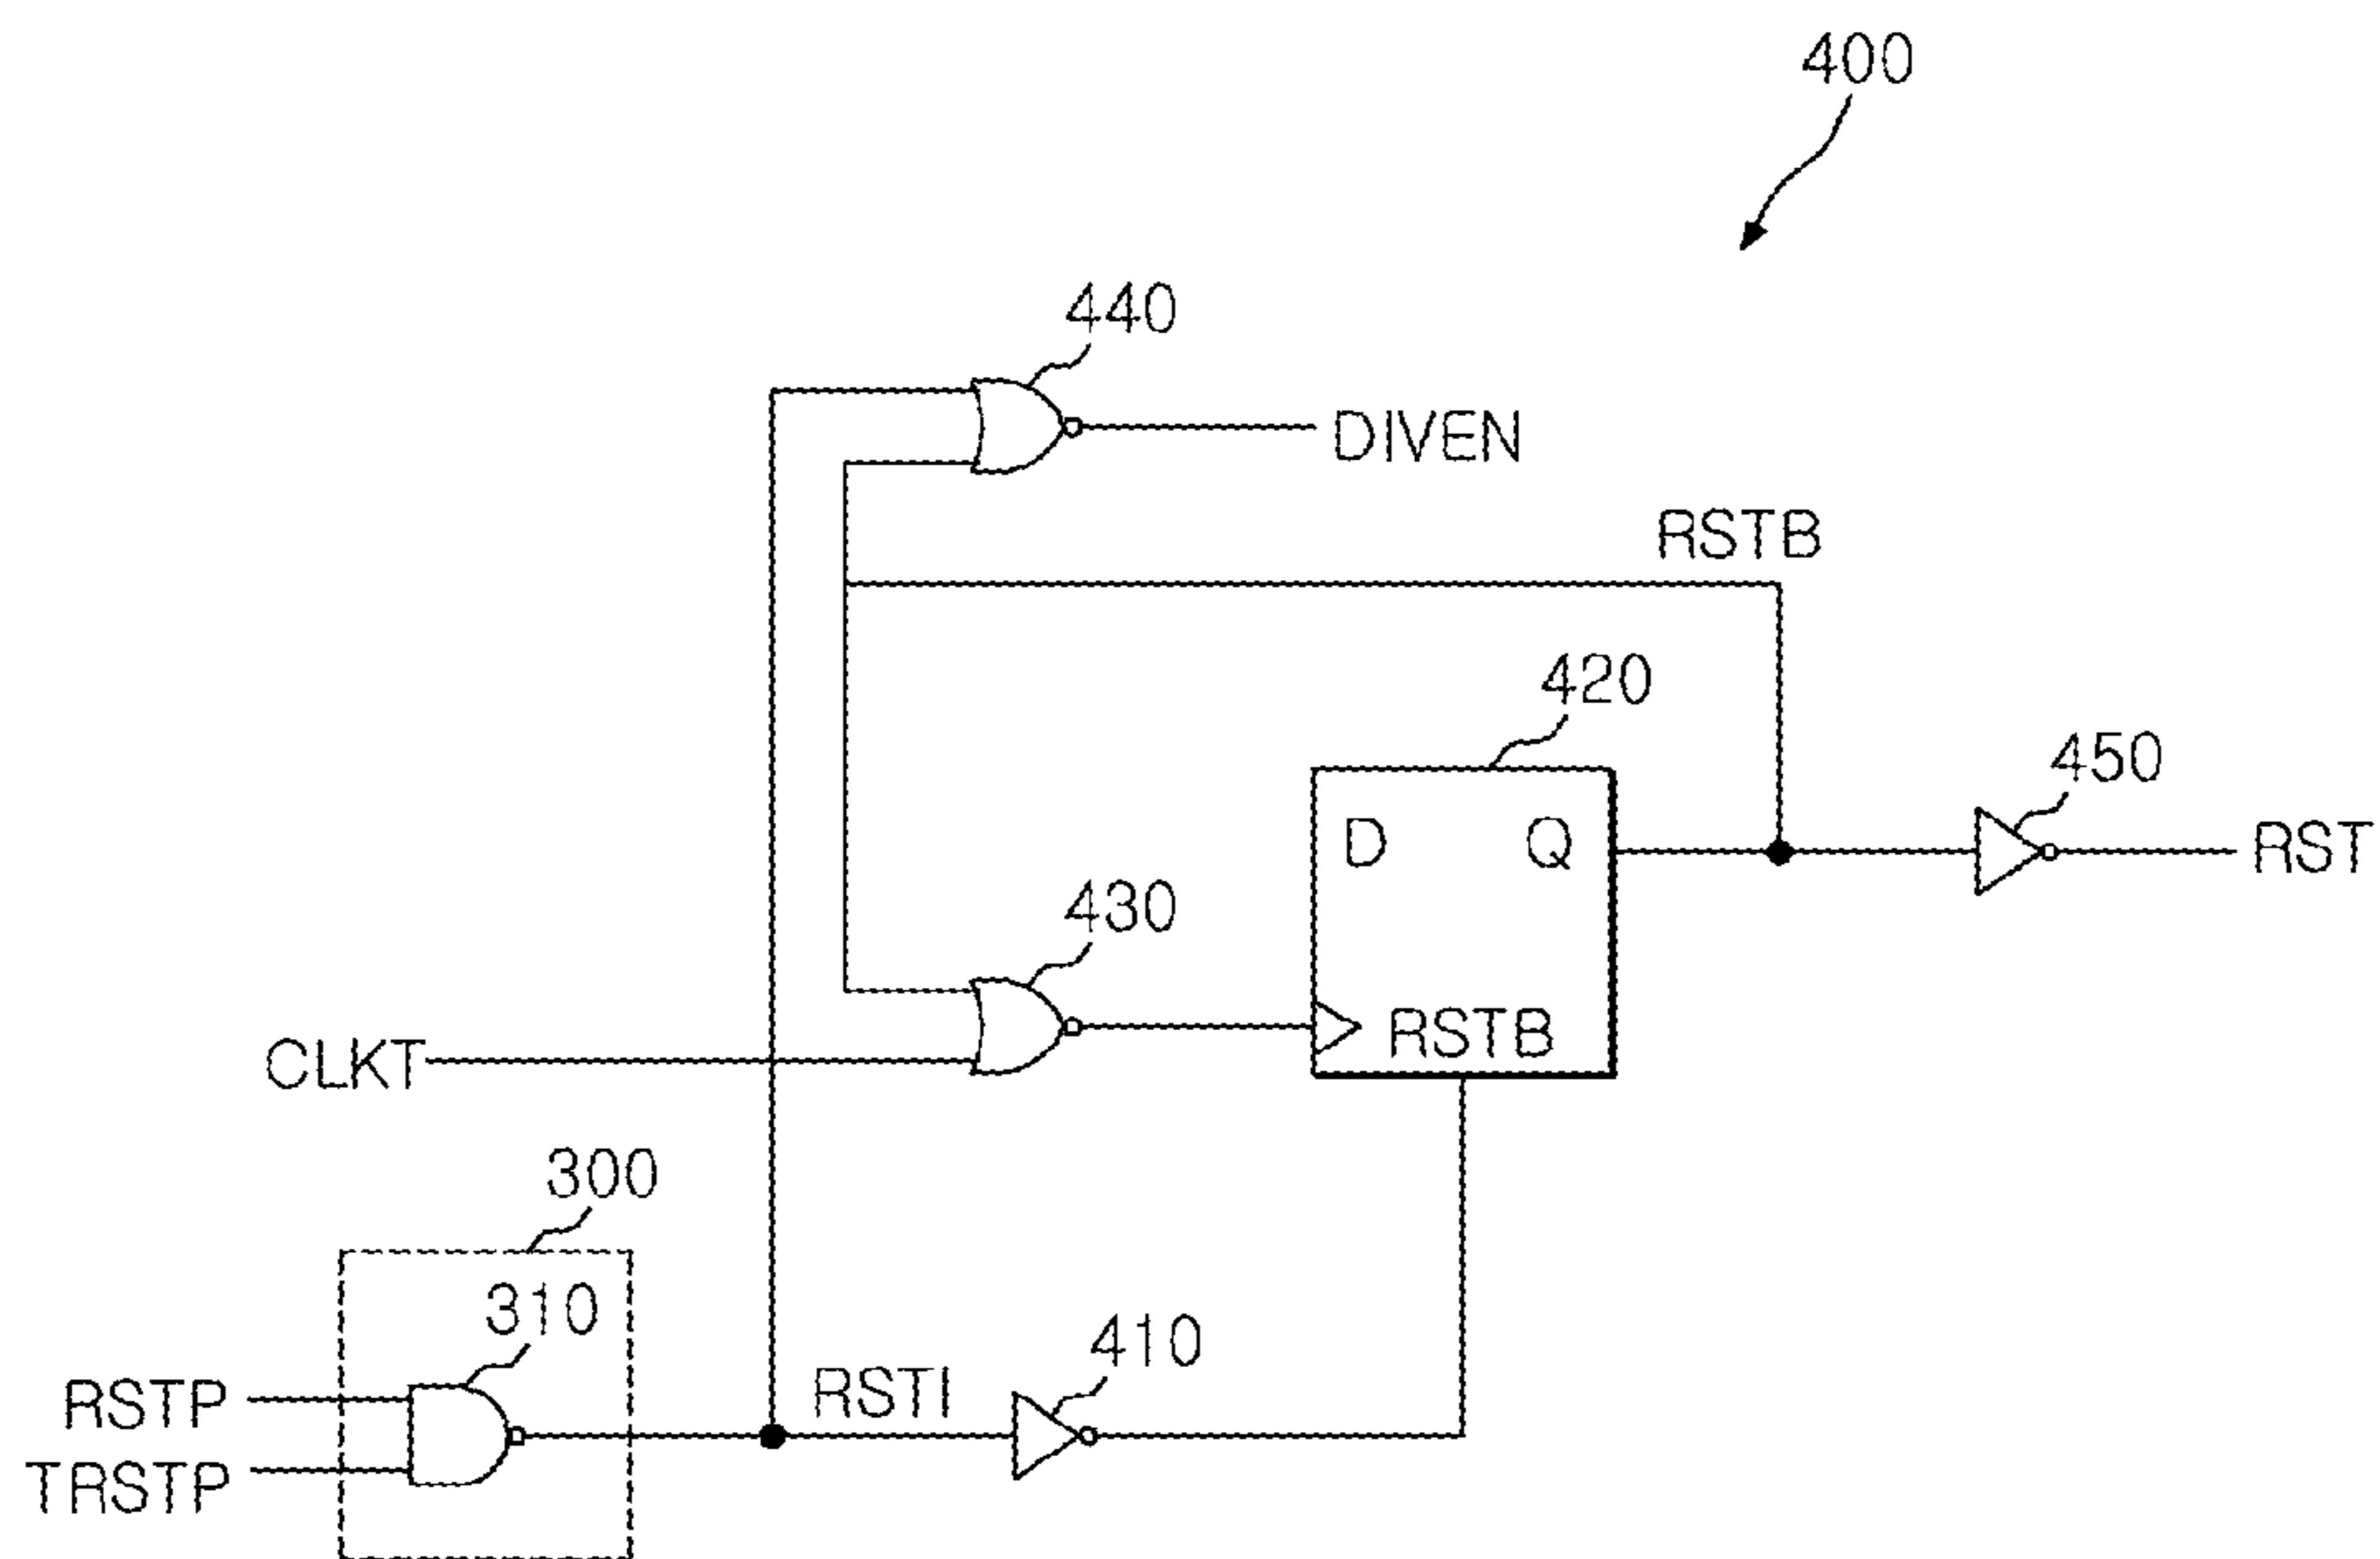 400
440
DIVEN
RSTB
420
450
D
Q
RST
430
RSTB
CLKT
300
310
410
RSTP
RSTI
TRSTP